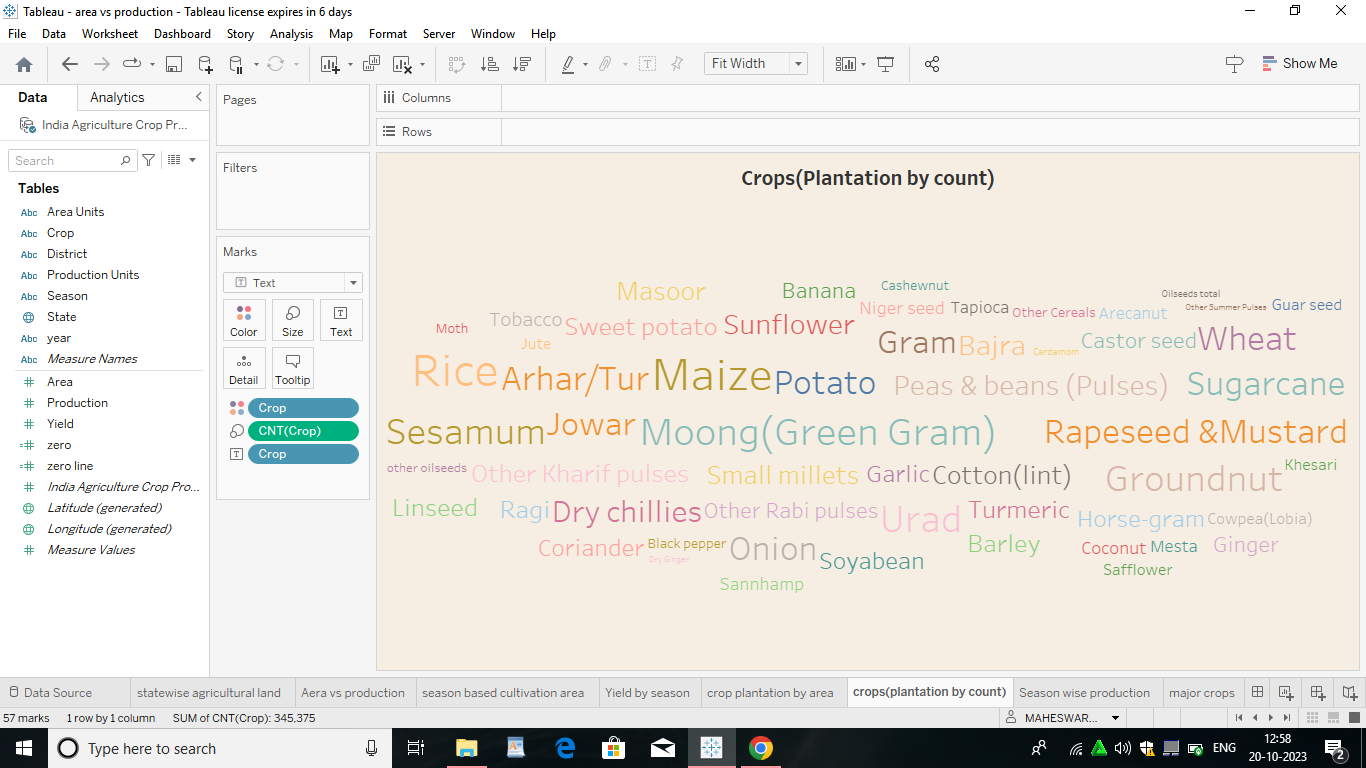 Tableau - area vs production - Tableau license expires in 6 days
File Data Worksheet Dashboard Story Analysis Map Format Server Window Help
Fit Width
Show Me
Data Analytics
India Agriculture Crop Pr...
Search
Tables
Abc Area Units
Abc Crop
Abc District
Abc Production Units
Abc Season
State
Abc year
Abc Measure Names
Area
Production
Yield
zero
zero line
India Agriculture Crop Pro...
Latitude (generated)
Longitude (generated)
Measure Values
Pages
Filters
Marks
Text
Color Size Text
Detail Tooltip
Crop
CNT(Crop)
Crop
Columns
Rows
Crops(Plantation by count)
Masoor Banana Cashewnut Oilseeds total
Niger seed Tapioca Other Cereals Arecanut Other Summer Pulses Guar seed
Moth Tobacco Sweet potato Sunflower
Jute Gram Bajra Cardamom Castor seed Wheat
Rice Arhar/Tur Maize Potato Peas & beans (Pulses) Sugarcane
Sesamum Jowar Moong(Green Gram) Rapeseed &Mustard
other oilseeds Other Kharif pulses Small millets Garlic Cotton(lint) Groundnut Khesari
Linseed Ragi Dry chillies Other Rabi pulses Urad Turmeric Horse-gram Cowpea(Lobia)
Coriander Black pepper Onion Soyabean Barley Coconut Mesta Ginger
Dry Ginger Safflower
Sannhamp
Data Source statewise agricultural land Aera vs production season based cultivation area Yield by season crop plantation by area crops(plantation by count) Season wise production major crops
57 marks 1 row by 1 column SUM of CNT(Crop): 345,375 MAHESWAR...
Type here to search ENG 12:58
20-10-2023 2